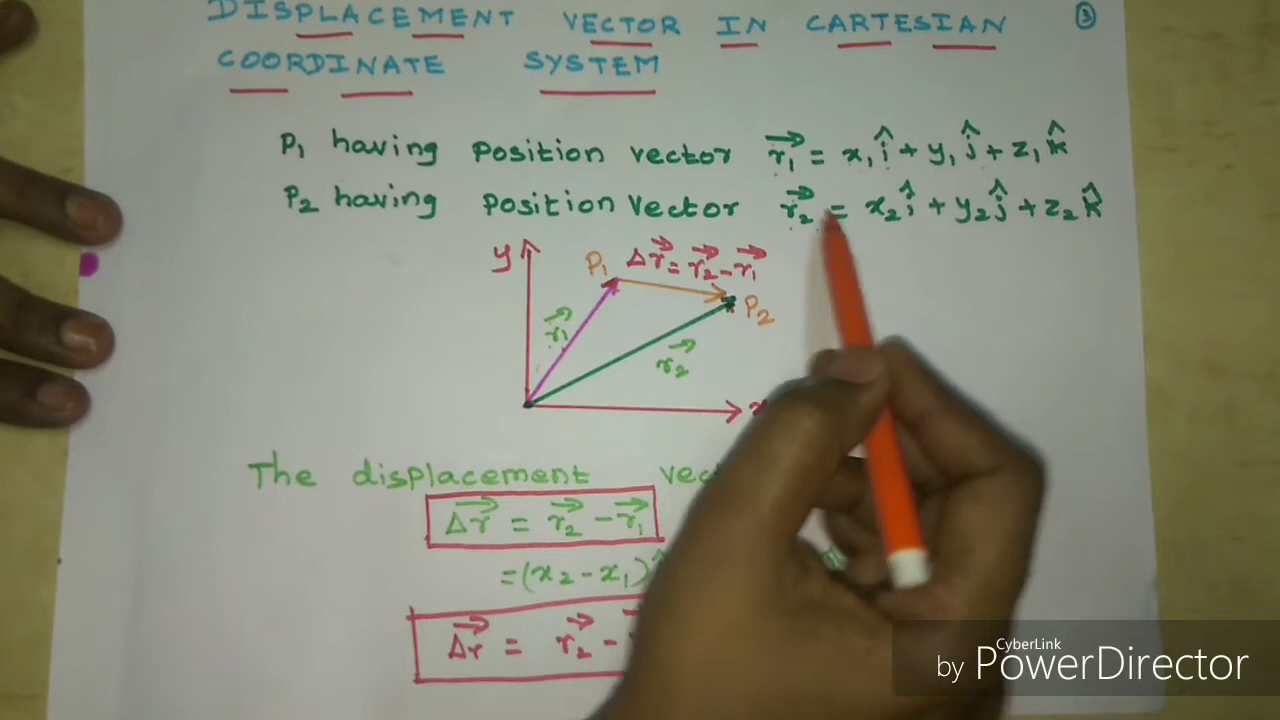 DISPLACEMENT VECTOR IN CARTESIAN ③
COORDINATE SYSTEM
P₁ having position vector r⃗₁ = x₁î + y₁ĵ + z₁k̂
P₂ having position vector r⃗₂ = x₂î + y₂ĵ + z₂k̂
y
P₁ Δr⃗ = r⃗₂ - r⃗₁
P₂
r⃗₁
r⃗₂
x
The displacement
Δr⃗ = r⃗₂ - r⃗₁
= (x₂ - x₁)
Δr⃗ = r⃗₂ -
by CyberLink PowerDirector